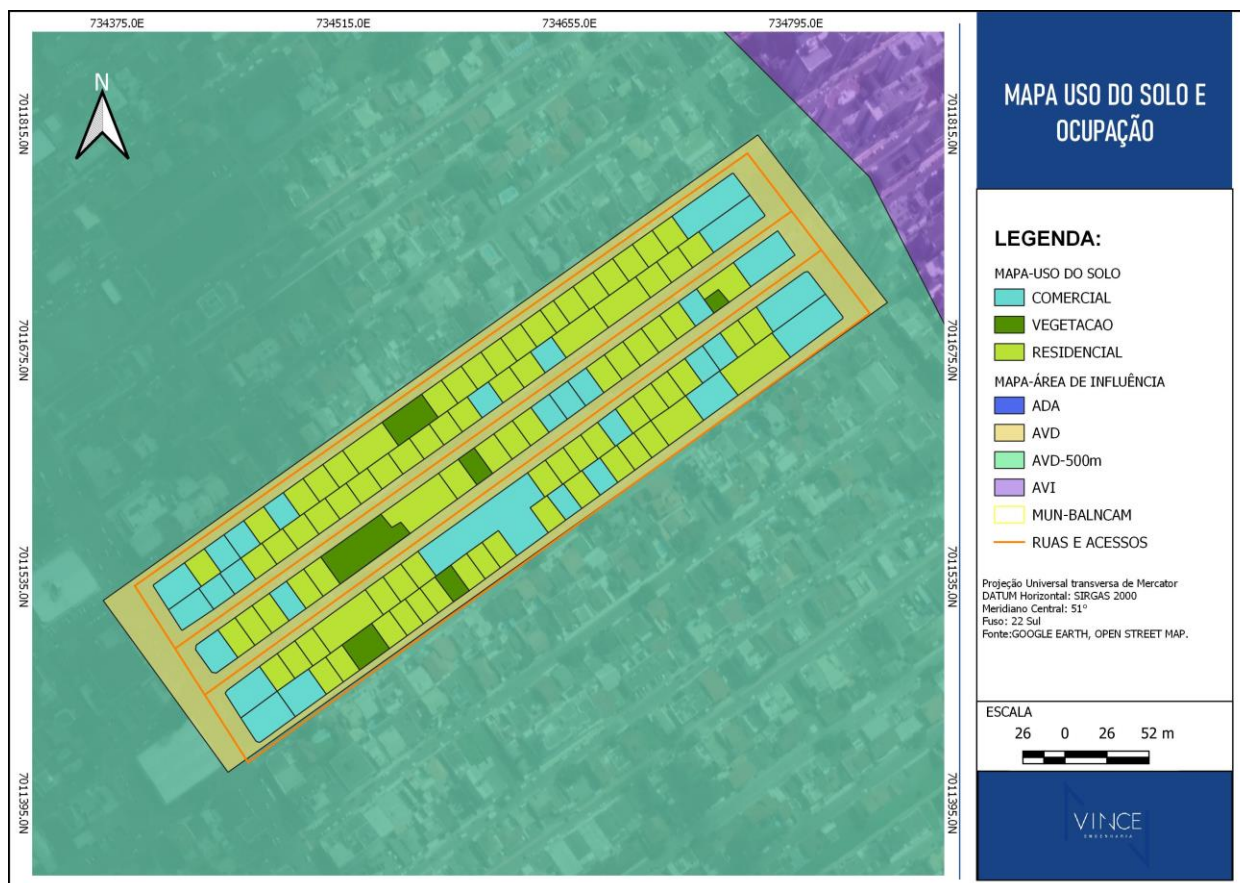 734375.0E 734515.0E 734655.0E 734795.0E
N
7011815.0N 7011815.0N
7011675.0N 7011675.0N
7011535.0N 7011535.0N
7011395.0N 7011395.0N
MAPA USO DO SOLO E
OCUPAÇÃO
LEGENDA:
MAPA-USO DO SOLO
COMERCIAL
VEGETACAO
RESIDENCIAL
MAPA-ÁREA DE INFLUÊNCIA
ADA
AVD
AVD-500m
AVI
MUN-BALNCAM
RUAS E ACESSOS
Projeção Universal transversa de Mercator
DATUM Horizontal: SIRGAS 2000
Meridiano Central: 51º
Fuso: 22 Sul
Fonte:GOOGLE EARTH, OPEN STREET MAP.
ESCALA
26 0 26 52 m
VINCE
ENGENHARIA